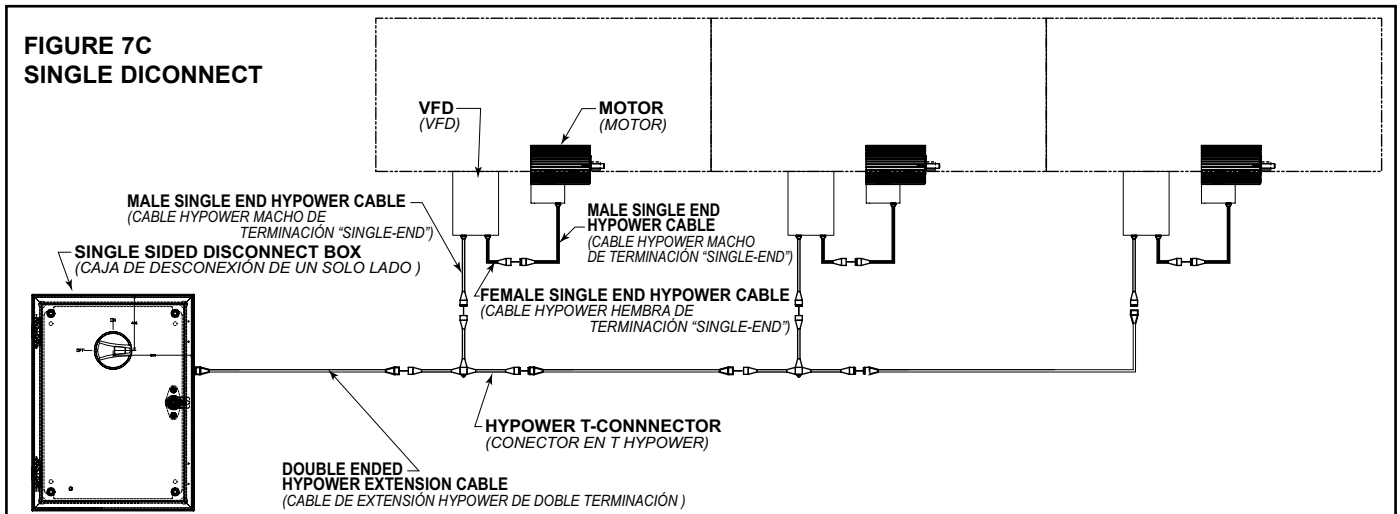 FIGURE 7C
SINGLE DICONNECT
VFD
(VFD)
MOTOR
(MOTOR)
MALE SINGLE END HYPOWER CABLE
(CABLE HYPOWER MACHO DE
TERMINACIÓN “SINGLE-END”)
MALE SINGLE END
HYPOWER CABLE
(CABLE HYPOWER MACHO
DE TERMINACIÓN “SINGLE-END”)
SINGLE SIDED DISCONNECT BOX
(CAJA DE DESCONEXIÓN DE UN SOLO LADO )
FEMALE SINGLE END HYPOWER CABLE
(CABLE HYPOWER HEMBRA DE
TERMINACIÓN “SINGLE-END”)
ON
OFF
HYPOWER T-CONNNECTOR
(CONECTOR EN T HYPOWER)
DOUBLE ENDED
HYPOWER EXTENSION CABLE
(CABLE DE EXTENSIÓN HYPOWER DE DOBLE TERMINACIÓN )